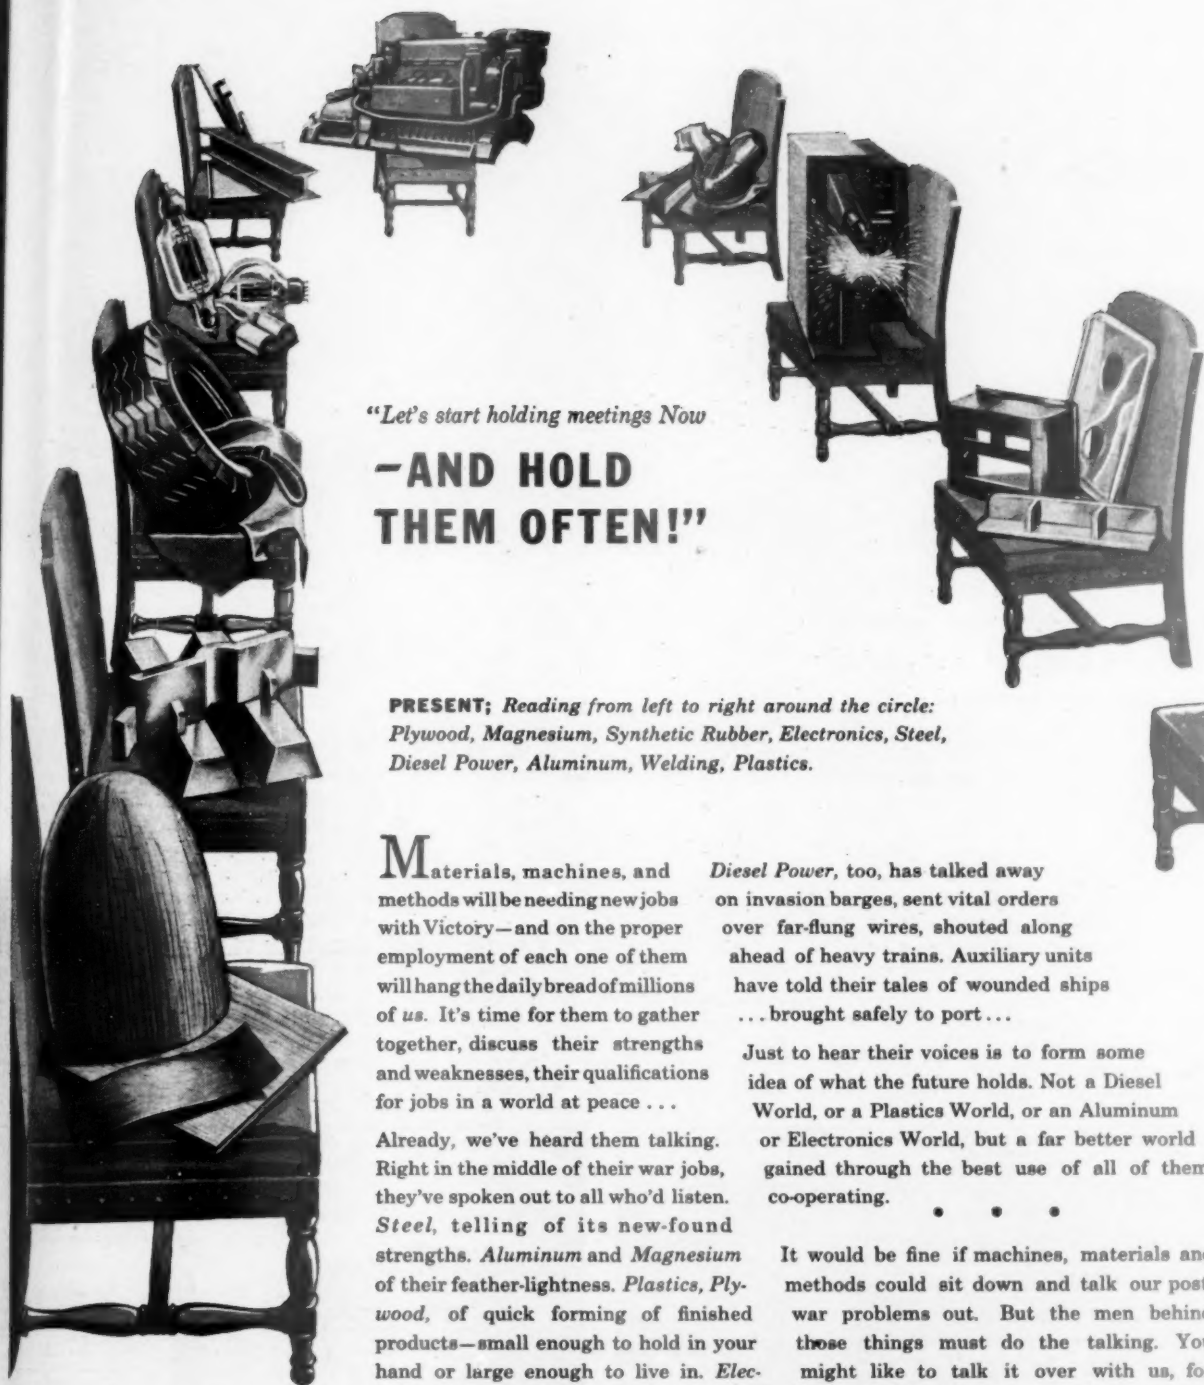 “Let’s start holding meetings Now
—AND HOLD
THEM OFTEN!”
PRESENT; Reading from left to right around the circle:
Plywood, Magnesium, Synthetic Rubber, Electronics, Steel,
Diesel Power, Aluminum, Welding, Plastics.
Materials, machines, and
methods will be needing new jobs
with Victory—and on the proper
employment of each one of them
will hang the daily bread of millions
of us. It’s time for them to gather
together, discuss their strengths
and weaknesses, their qualifications
for jobs in a world at peace . . .
Already, we’ve heard them talking.
Right in the middle of their war jobs,
they’ve spoken out to all who’d listen.
Steel, telling of its new-found
strengths. Aluminum and Magnesium
of their feather-lightness. Plastics, Ply-
wood, of quick forming of finished
products—small enough to hold in your
hand or large enough to live in. Elec-
Diesel Power, too, has talked away
on invasion barges, sent vital orders
over far-flung wires, shouted along
ahead of heavy trains. Auxiliary units
have told their tales of wounded ships
. . . brought safely to port . . .
Just to hear their voices is to form some
idea of what the future holds. Not a Diesel
World, or a Plastics World, or an Aluminum
or Electronics World, but a far better world
gained through the best use of all of them
co-operating.
• • •
It would be fine if machines, materials and
methods could sit down and talk our post
war problems out. But the men behind
those things must do the talking. You
might like to talk it over with us, for